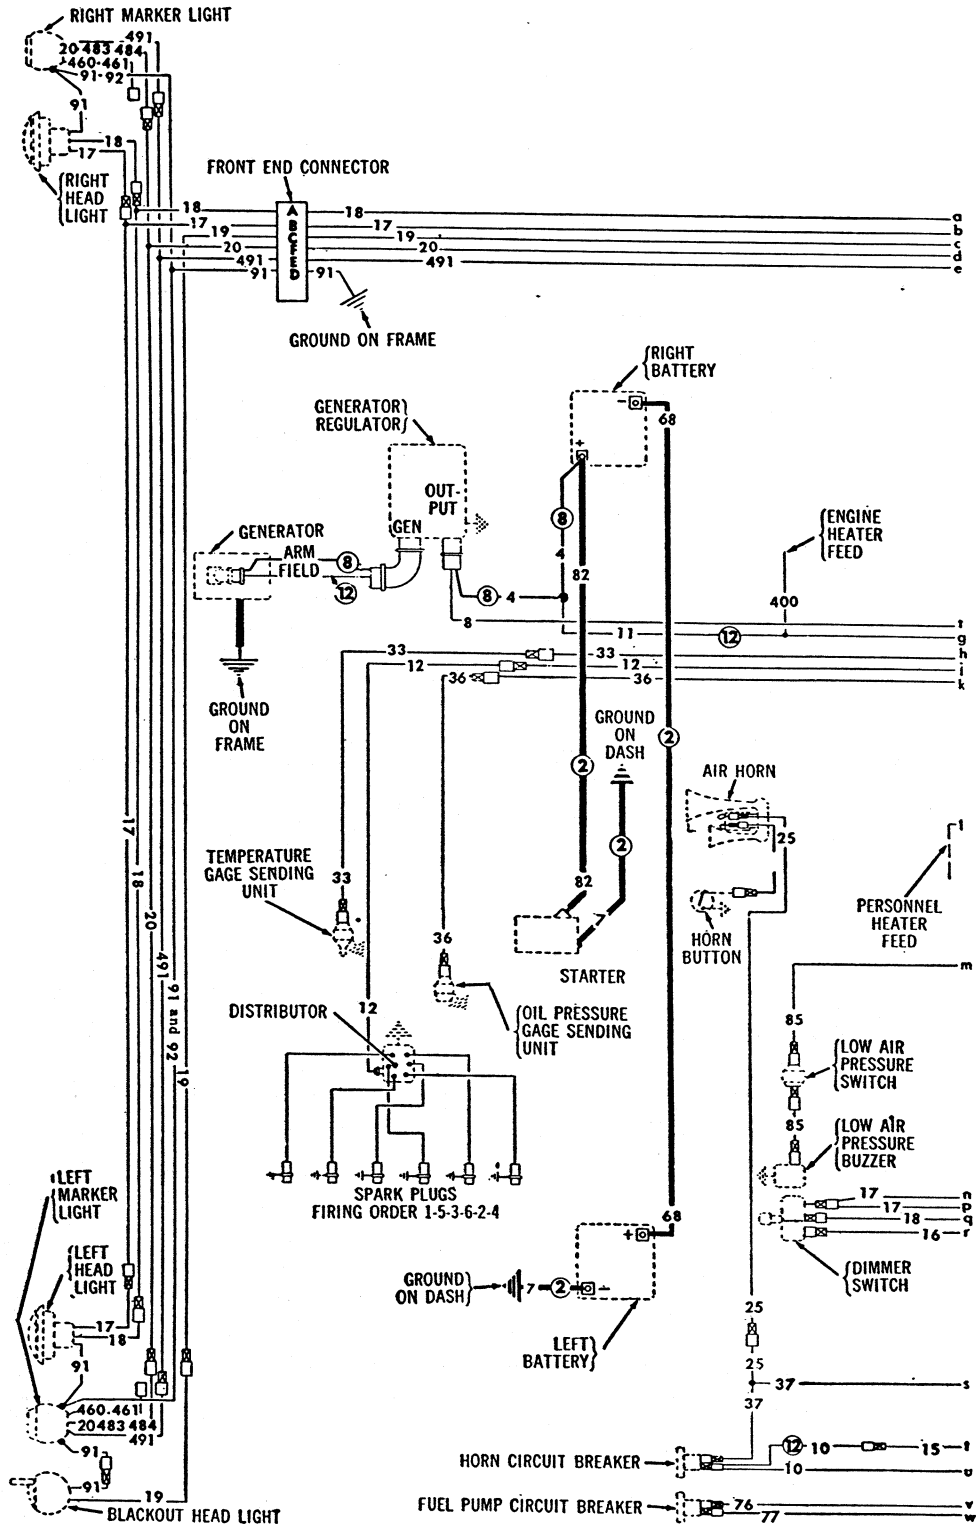 RIGHT MARKER LIGHT
491
20 483 484
460-461
91-92
91
18
17
RIGHT
HEAD
LIGHT
FRONT END CONNECTOR
18
17
19
20
491
91
A
B
C
F
E
D
18
17
19
20
491
91
a
b
c
d
e
GROUND ON FRAME
RIGHT
BATTERY
-
68
+
GENERATOR
REGULATOR
OUT-
PUT
GEN
8
4
82
GENERATOR
ARM
FIELD
8
12
8 4
8
11
12
ENGINE
HEATER
FEED
400
f
g
h
j
k
33
33
12
12
36
36
GROUND
ON
FRAME
GROUND
ON
DASH
2
2
2
AIR HORN
25
17
18
20
491
91 and 92
19
TEMPERATURE
GAGE SENDING
UNIT
33
36
82
7
STARTER
HORN
BUTTON
PERSONNEL
HEATER
FEED
l
m
DISTRIBUTOR
12
OIL PRESSURE
GAGE SENDING
UNIT
85
LOW AIR
PRESSURE
SWITCH
85
LOW AIR
PRESSURE
BUZZER
SPARK PLUGS
FIRING ORDER 1-5-3-6-2-4
17
17
18
16
n
p
q
r
DIMMER
SWITCH
LEFT
MARKER
LIGHT
LEFT
HEAD
LIGHT
68
+
GROUND
ON DASH
7
2
-
LEFT
BATTERY
17
18
91
460-461
20 483 484
491
91
91
19
BLACKOUT HEAD LIGHT
25
25
37
s
37
HORN CIRCUIT BREAKER
12
10
15
t
10
u
FUEL PUMP CIRCUIT BREAKER
76
77
v
w